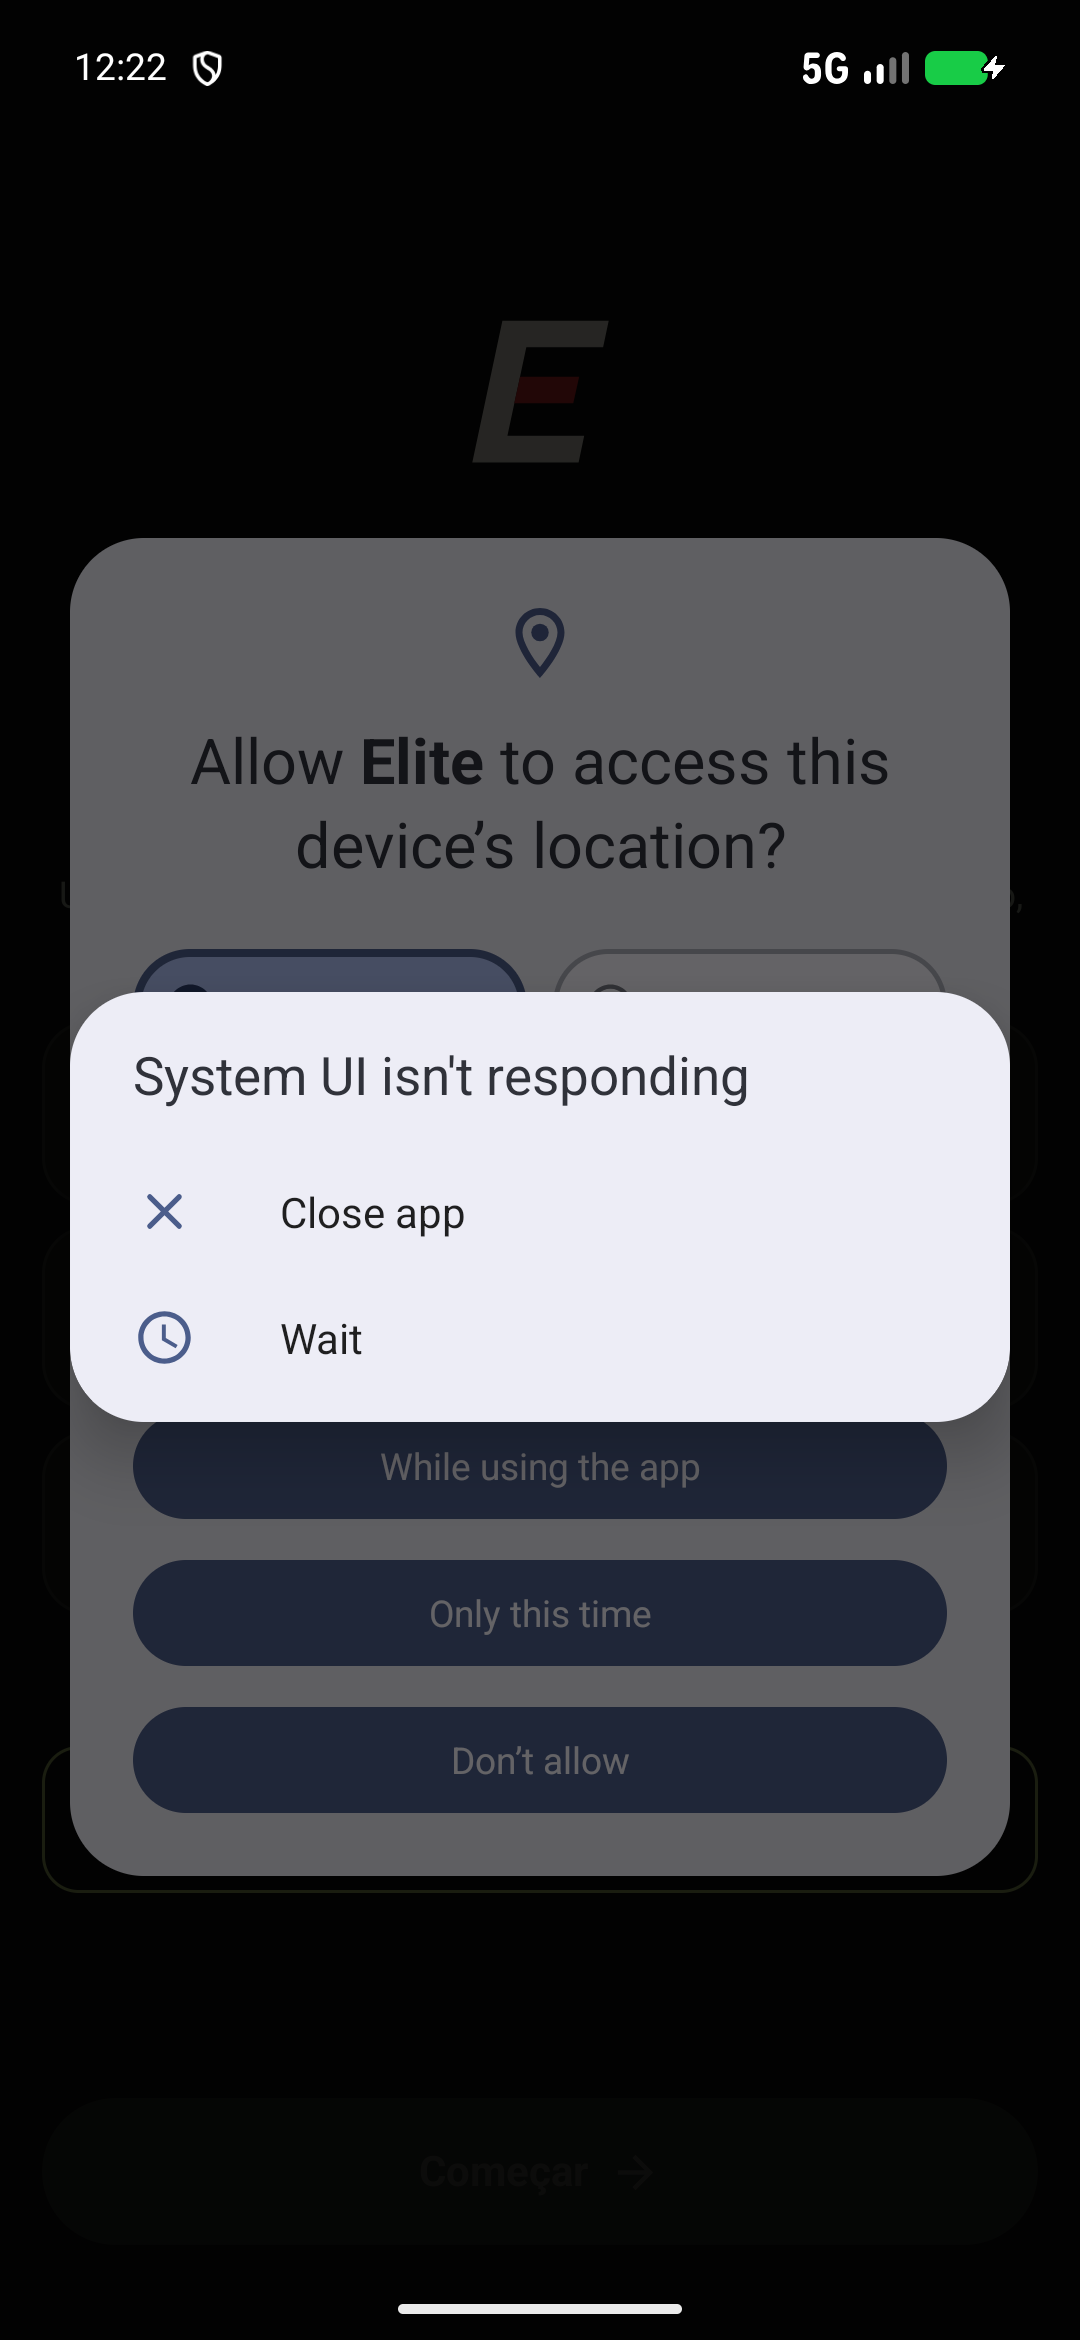 12:22
5G
E
Allow Elite to access this
device’s location?
System UI isn't responding
Close app
Wait
While using the app
Only this time
Don’t allow
Começar